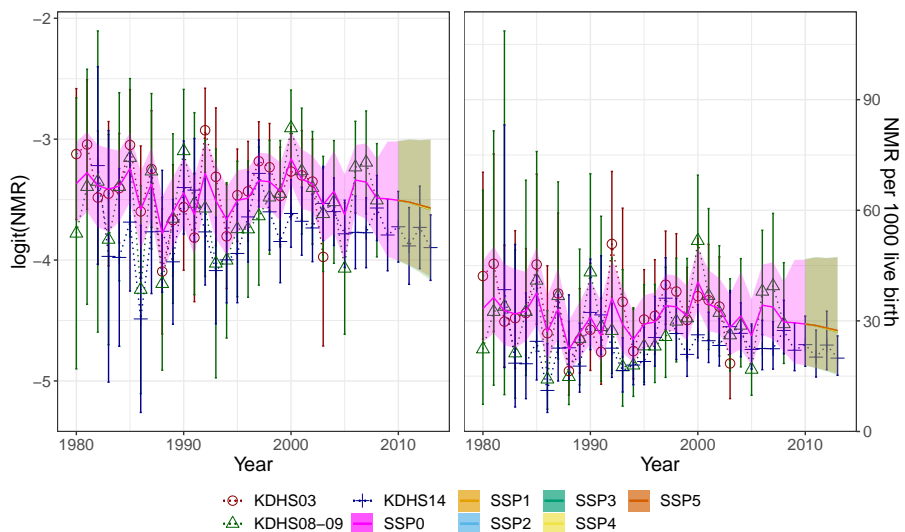 −2
−3
−4
−5
logit(NMR)
1980 1990 2000 2010
Year
90
60
30
0
NMR per 1000 live birth
1980 1990 2000 2010
Year
KDHS03 KDHS14 SSP1 SSP3 SSP5
KDHS08−09 SSP0 SSP2 SSP4